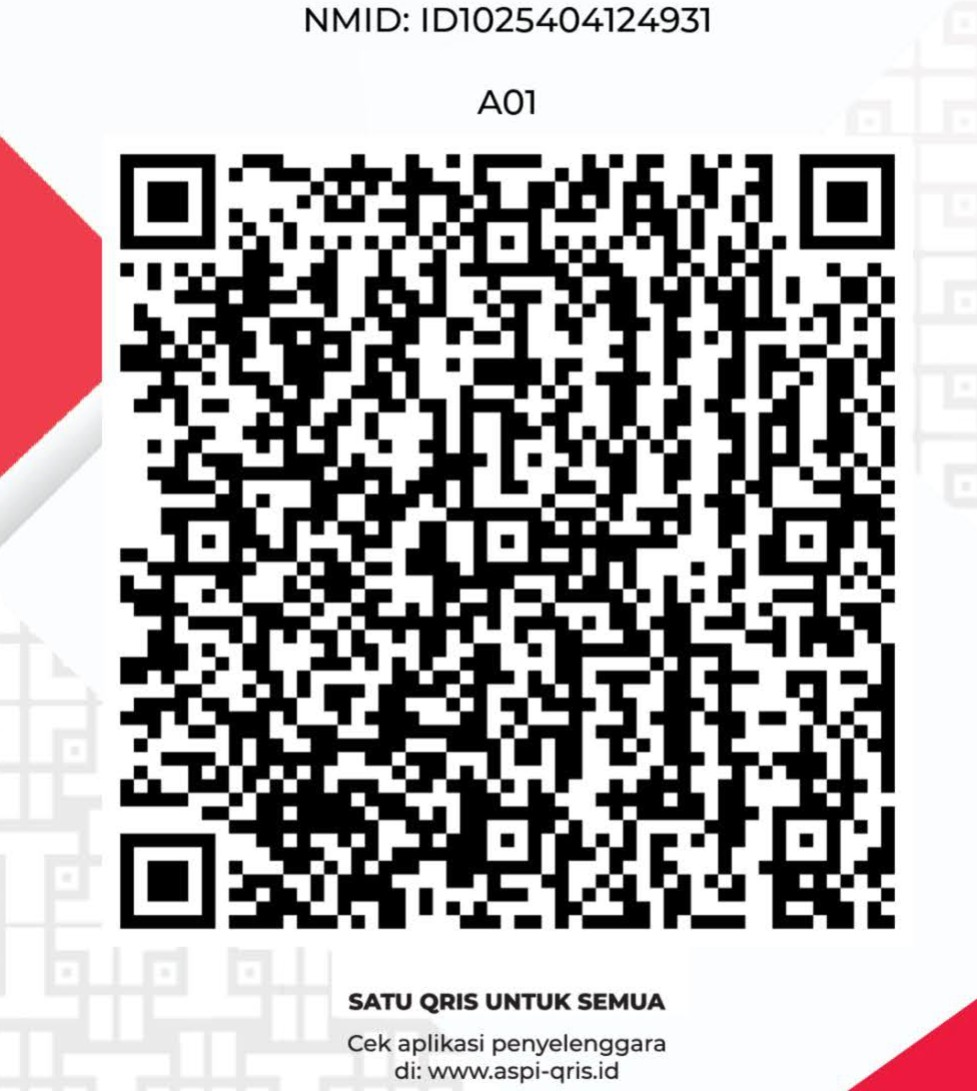 NMID: ID1025404124931
A01
SATU QRIS UNTUK SEMUA
Cek aplikasi penyelenggara
di: www.aspi-qris.id